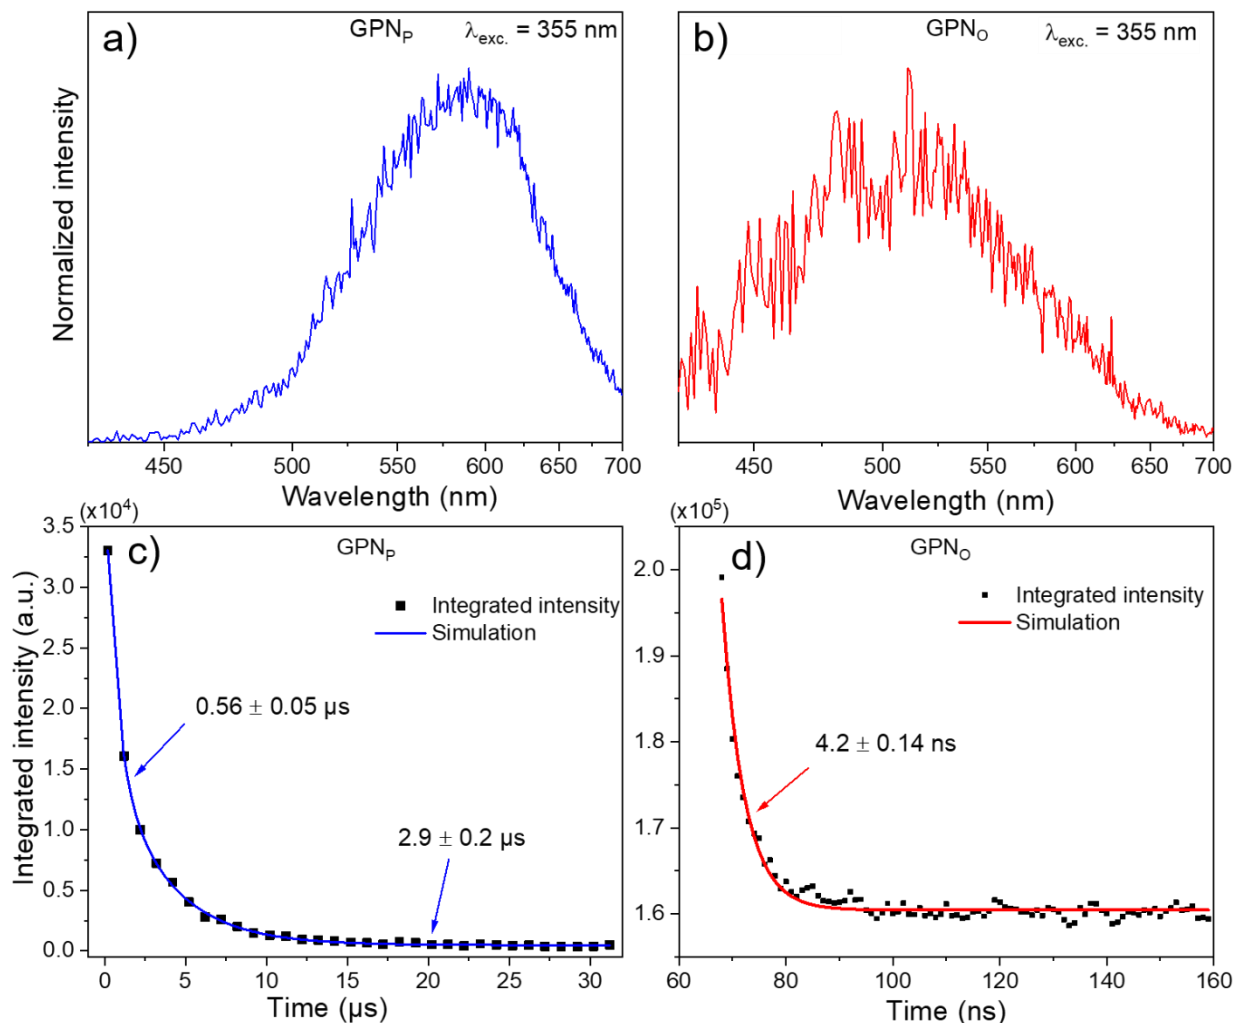 a)
GPNP
λexc. = 355 nm
Normalized intensity
450
500
550
600
700
Wavelength (nm)
b)
GPNO
λexc. = 355 nm
450
500
550
600
650
700
Wavelength (nm)
(x10⁴)
c)
GPNP
Integrated intensity
Simulation
0.56 ± 0.05 µs
2.9 ± 0.2 µs
Integrated intensity (a.u.)
3.5
3.0
2.5
2.0
1.5
1.0
0.5
0.0
0
5
10
15
20
25
30
Time (µs)
(x10⁵)
d)
GPNO
Integrated intensity
Simulation
4.2 ± 0.14 ns
2.0
1.9
1.8
1.7
1.6
60
80
100
120
140
160
Time (ns)